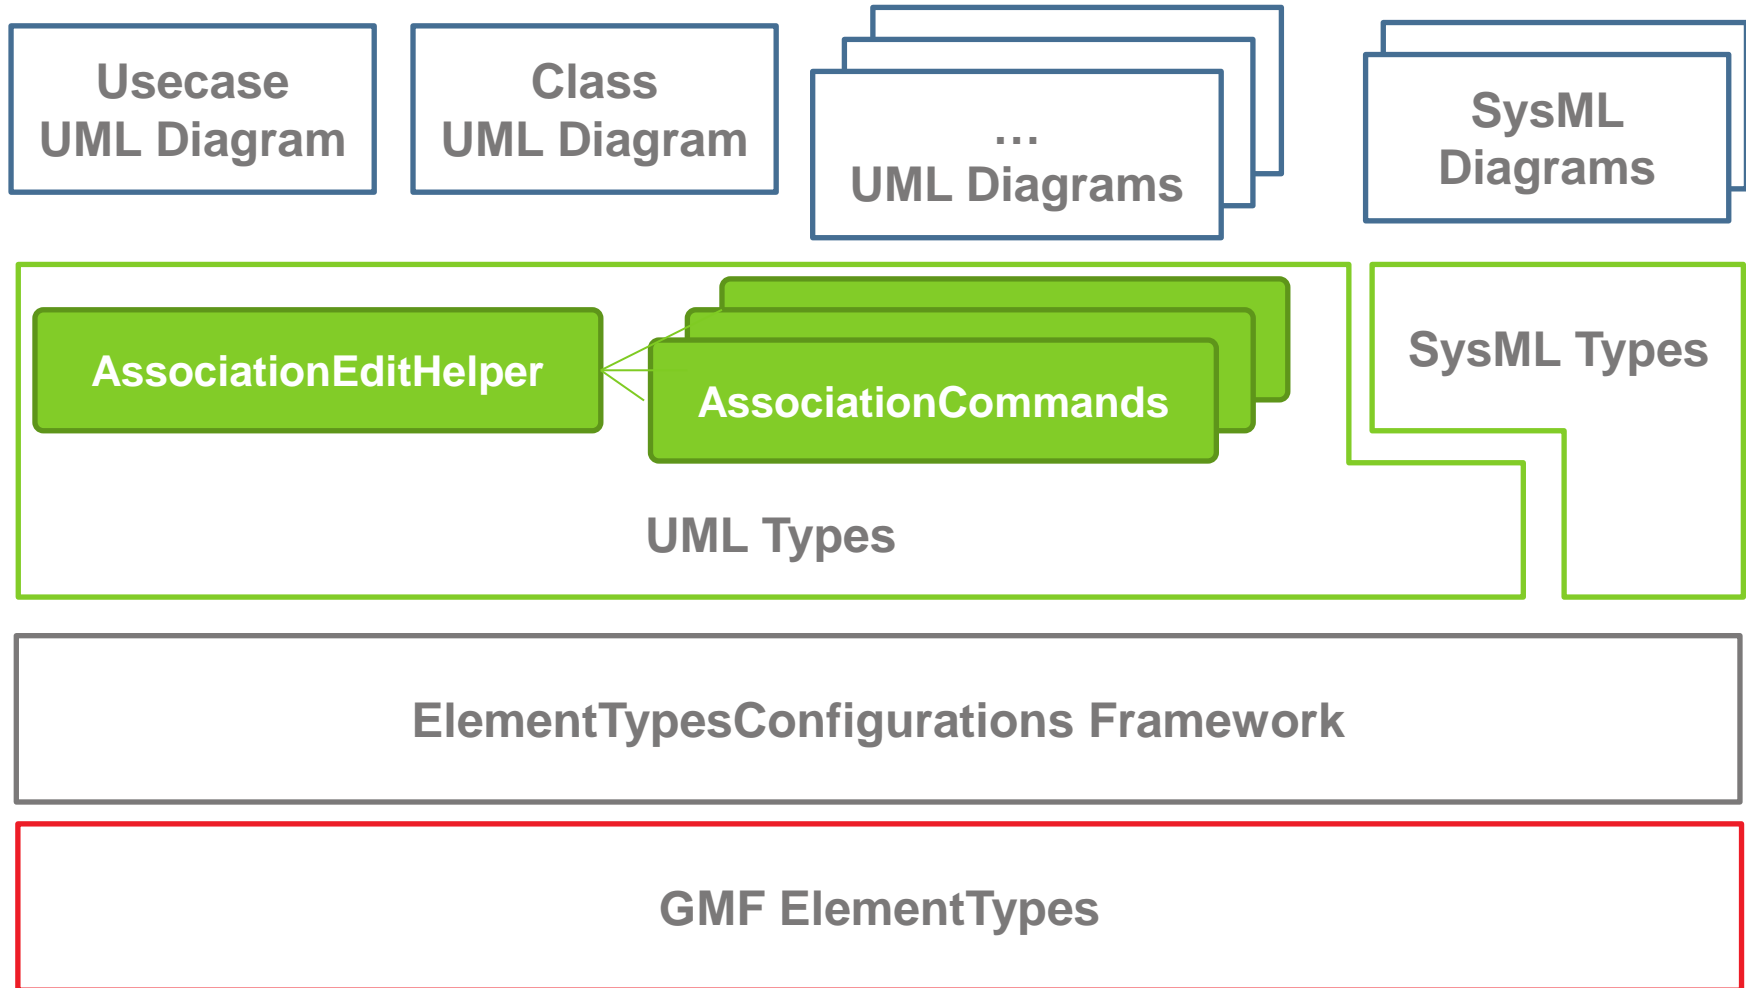 Usecase
UML Diagram
Class
UML Diagram
...
UML Diagrams
SysML
Diagrams
AssociationEditHelper
AssociationCommands
SysML Types
UML Types
ElementTypesConfigurations Framework
GMF ElementTypes